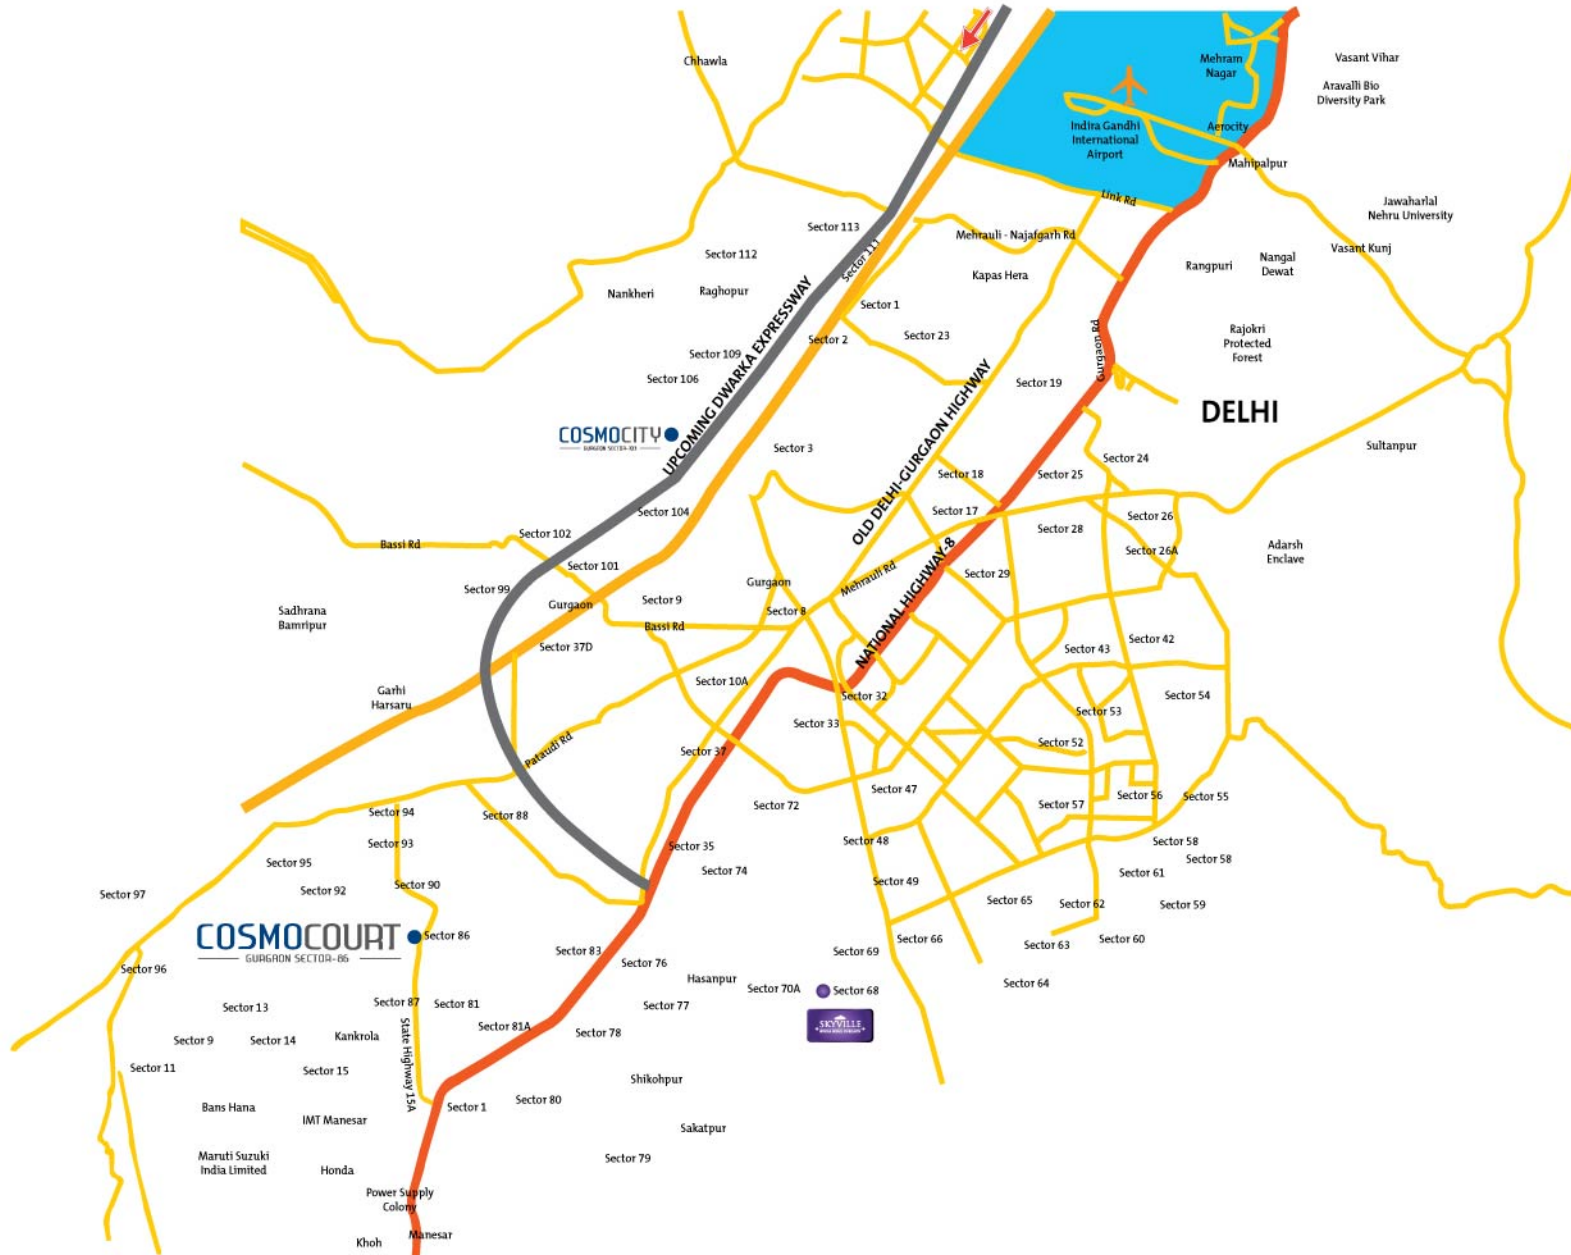 Chhawla
Mehram
Nagar
Vasant Vihar
Aravalli Bio
Diversity Park
Indira Gandhi
International
Airport
Aerocity
Mahipalpur
Link Rd
Jawaharlal
Nehru University
Sector 113
Sector 111
Mehrauli - Najafgarh Rd
Vasant Kunj
Sector 112
Kapas Hera
Rangpuri
Nangal
Dewat
Nankheri
Raghopur
Sector 1
UPCOMING DWARKA EXPRESSWAY
Sector 2
Sector 23
Gurgaon Rd
Rajokri
Protected
Forest
Sector 109
Sector 106
Sector 19
DELHI
COSMOCITY
GURGAON SECTOR-101
Sector 3
OLD DELHI-GURGAON HIGHWAY
Sultanpur
Sector 24
Sector 18
Sector 25
Sector 104
Sector 17
Sector 26
Sector 28
Sector 102
Bassi Rd
Sector 26A
Adarsh
Enclave
Sector 101
Sector 99
Gurgaon
Mehrauli Rd
NATIONAL HIGHWAY-8
Sector 29
Sadhrana
Bamripur
Gurgaon
Sector 9
Sector 8
Bassi Rd
Sector 37D
Sector 43
Sector 42
Garhi
Harsaru
Sector 10A
Sector 32
Sector 54
Sector 33
Sector 53
Pataudi Rd
Sector 37
Sector 52
Sector 47
Sector 56
Sector 55
Sector 94
Sector 88
Sector 72
Sector 57
Sector 93
Sector 35
Sector 48
Sector 58
Sector 58
Sector 95
Sector 74
Sector 61
Sector 97
Sector 92
Sector 90
Sector 49
Sector 65
Sector 62
Sector 59
COSMOCOURT
GURGAON SECTOR-86
Sector 86
Sector 83
Sector 69
Sector 66
Sector 63
Sector 60
Sector 96
Sector 76
Hasanpur
Sector 70A
Sector 68
Sector 64
Sector 13
Sector 87
Sector 81
Sector 77
SKYVILLE
Sector 9
Sector 14
Kankrola
State Highway 15A
Sector 81A
Sector 78
Sector 11
Sector 15
Shikohpur
Bans Hana
IMT Manesar
Sector 1
Sector 80
Sakatpur
Maruti Suzuki
India Limited
Honda
Sector 79
Power Supply
Colony
Khoh
Manesar